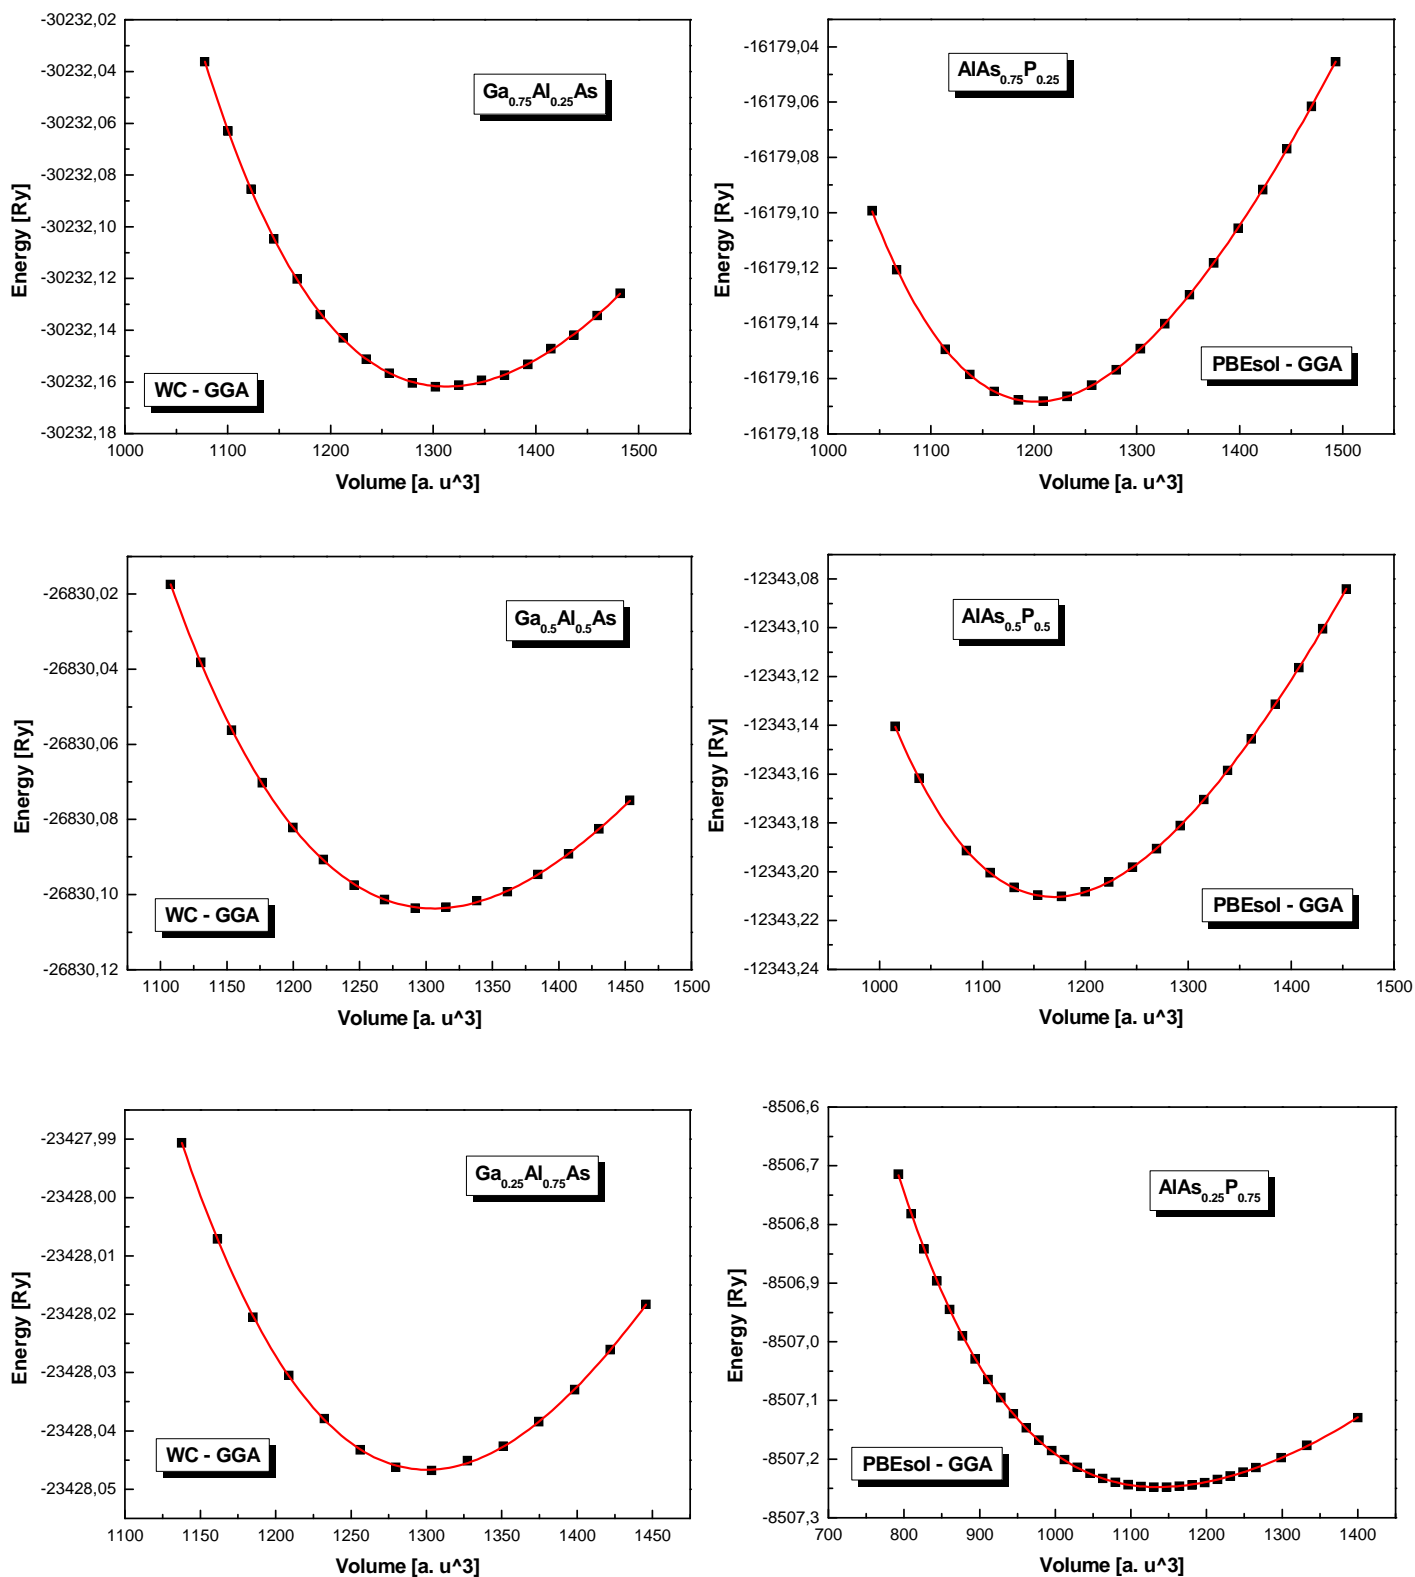 -30232,02
-30232,04
-30232,06
-30232,08
-30232,10
-30232,12
-30232,14
-30232,16
-30232,18
Energy [Ry]
Ga0.75Al0.25As
WC - GGA
1000 1100 1200 1300 1400 1500
Volume [a. u^3]
-16179,04
-16179,06
-16179,08
-16179,10
-16179,12
-16179,14
-16179,16
-16179,18
Energy [Ry]
AlAs0.75P0.25
PBEsol - GGA
1000 1100 1200 1300 1400 1500
Volume [a. u^3]
-26830,02
-26830,04
-26830,06
-26830,08
-26830,10
-26830,12
Energy [Ry]
Ga0.5Al0.5As
WC - GGA
1100 1150 1200 1250 1300 1350 1400 1450 1500
Volume [a. u^3]
-12343,08
-12343,10
-12343,12
-12343,14
-12343,16
-12343,18
-12343,20
-12343,22
-12343,24
Energy [Ry]
AlAs0.5P0.5
PBEsol - GGA
1000 1100 1200 1300 1400 1500
Volume [a. u^3]
-23427,99
-23428,00
-23428,01
-23428,02
-23428,03
-23428,04
-23428,05
Energy [Ry]
Ga0.25Al0.75As
WC - GGA
1100 1150 1200 1250 1300 1350 1400 1450
Volume [a. u^3]
-8506,6
-8506,7
-8506,8
-8506,9
-8507,0
-8507,1
-8507,2
-8507,3
Energy [Ry]
AlAs0.25P0.75
PBEsol - GGA
700 800 900 1000 1100 1200 1300 1400
Volume [a. u^3]